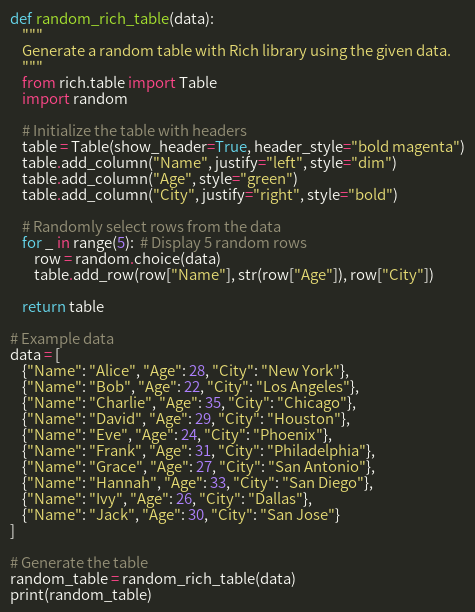 def random_rich_table(data):
    """
    Generate a random table with Rich library using the given data.
    """
    from rich.table import Table
    import random

    # Initialize the table with headers
    table = Table(show_header=True, header_style="bold magenta")
    table.add_column("Name", justify="left", style="dim")
    table.add_column("Age", style="green")
    table.add_column("City", justify="right", style="bold")

    # Randomly select rows from the data
    for _ in range(5):  # Display 5 random rows
        row = random.choice(data)
        table.add_row(row["Name"], str(row["Age"]), row["City"])

    return table

# Example data
data = [
    {"Name": "Alice", "Age": 28, "City": "New York"},
    {"Name": "Bob", "Age": 22, "City": "Los Angeles"},
    {"Name": "Charlie", "Age": 35, "City": "Chicago"},
    {"Name": "David", "Age": 29, "City": "Houston"},
    {"Name": "Eve", "Age": 24, "City": "Phoenix"},
    {"Name": "Frank", "Age": 31, "City": "Philadelphia"},
    {"Name": "Grace", "Age": 27, "City": "San Antonio"},
    {"Name": "Hannah", "Age": 33, "City": "San Diego"},
    {"Name": "Ivy", "Age": 26, "City": "Dallas"},
    {"Name": "Jack", "Age": 30, "City": "San Jose"}
]

# Generate the table
random_table = random_rich_table(data)
print(random_table)